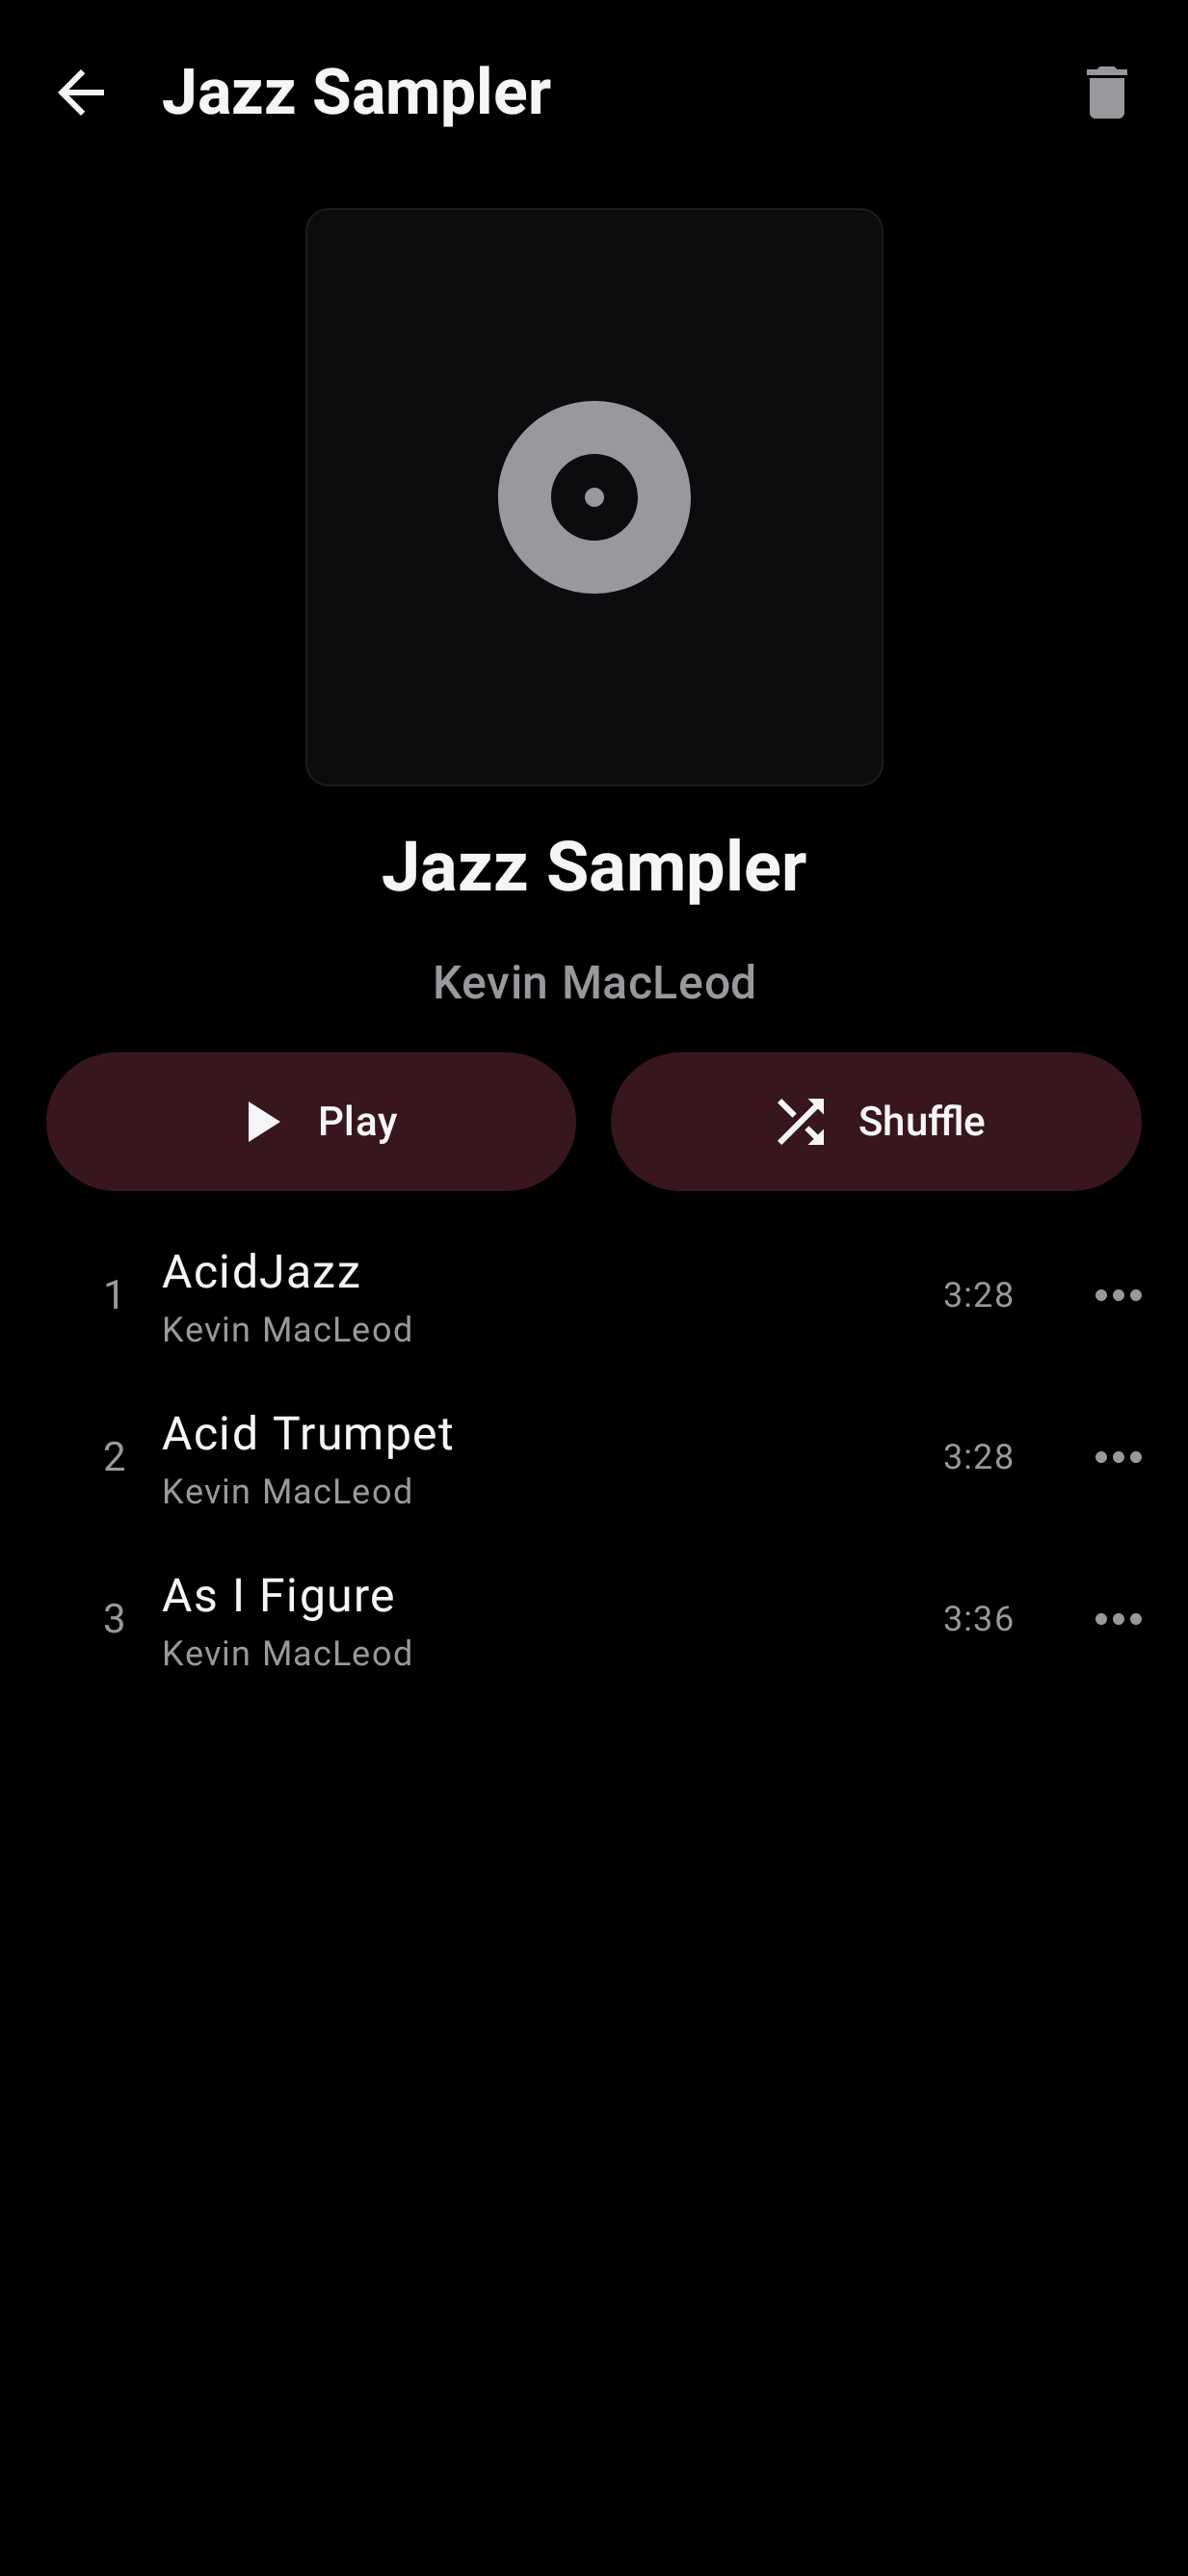 Jazz Sampler
Jazz Sampler
Kevin MacLeod
Play
Shuffle
1
AcidJazz
Kevin MacLeod
3:28
2
Acid Trumpet
Kevin MacLeod
3:28
3
As I Figure
Kevin MacLeod
3:36